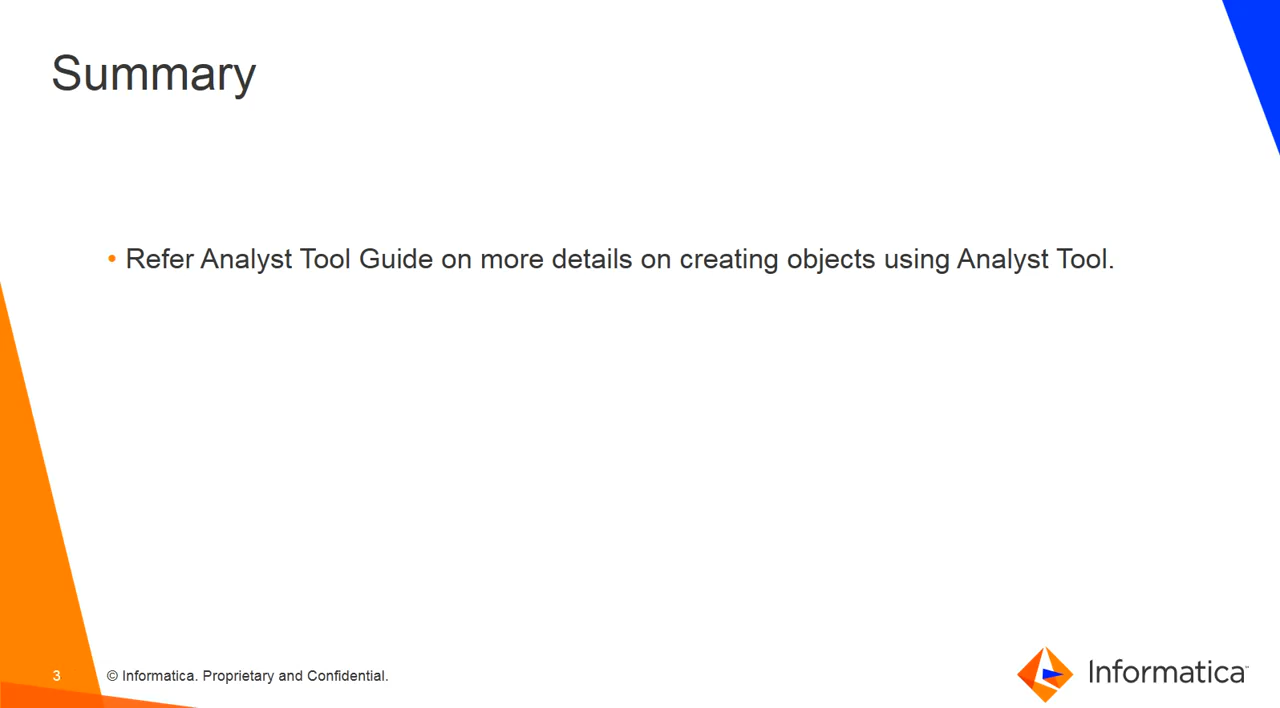 Summary
• Refer Analyst Tool Guide on more details on creating objects using Analyst Tool.
3 © Informatica. Proprietary and Confidential.
Informatica™